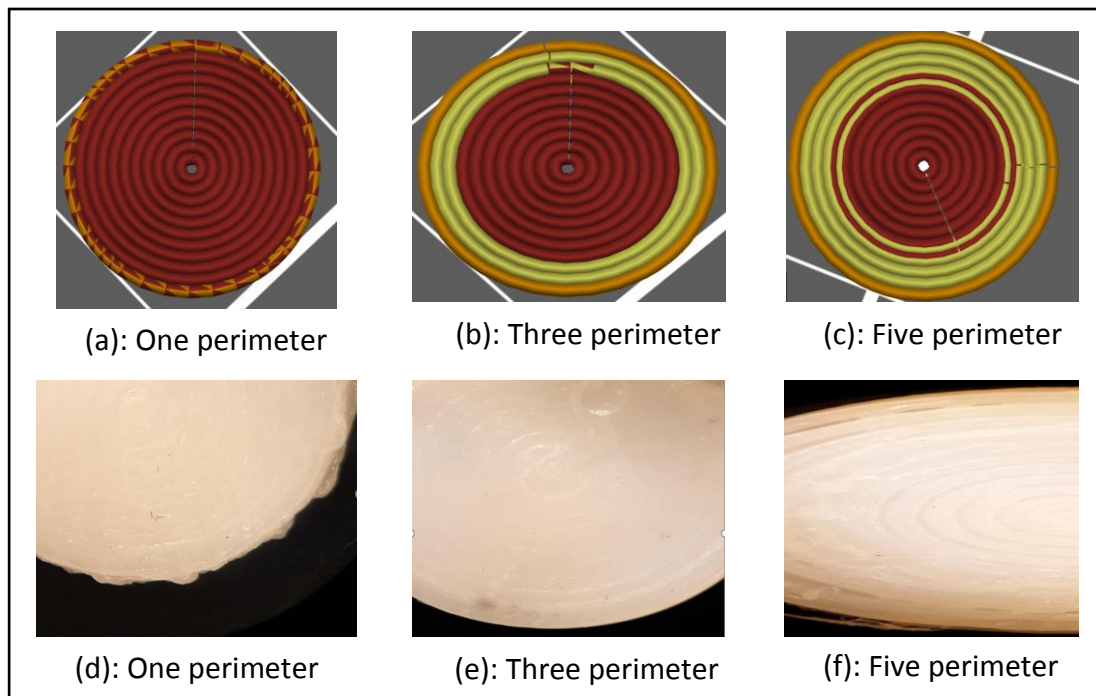 (a): One perimeter
(b): Three perimeter
(c): Five perimeter
(d): One perimeter
(e): Three perimeter
(f): Five perimeter